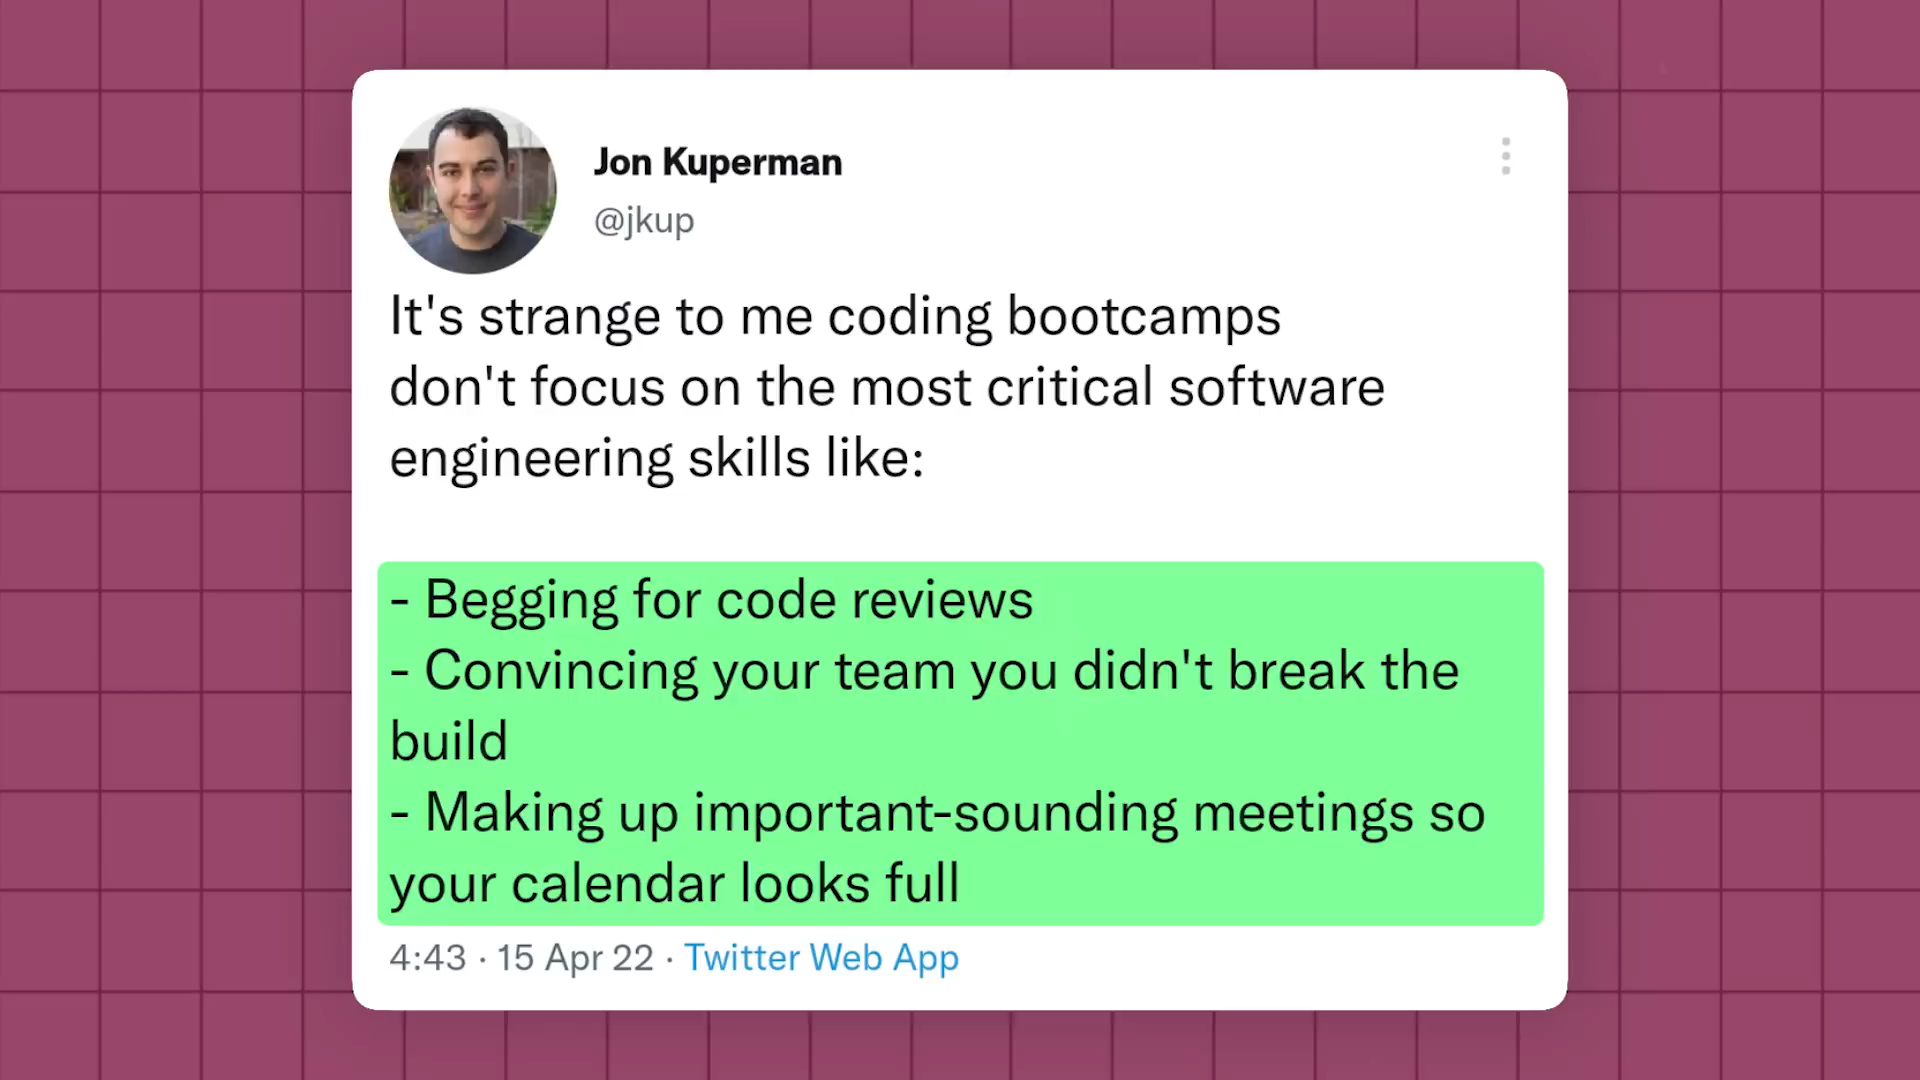 Jon Kuperman
@jkup
It's strange to me coding bootcamps
don't focus on the most critical software
engineering skills like:
- Begging for code reviews
- Convincing your team you didn't break the
build
- Making up important-sounding meetings so
your calendar looks full
4:43 · 15 Apr 22 · Twitter Web App